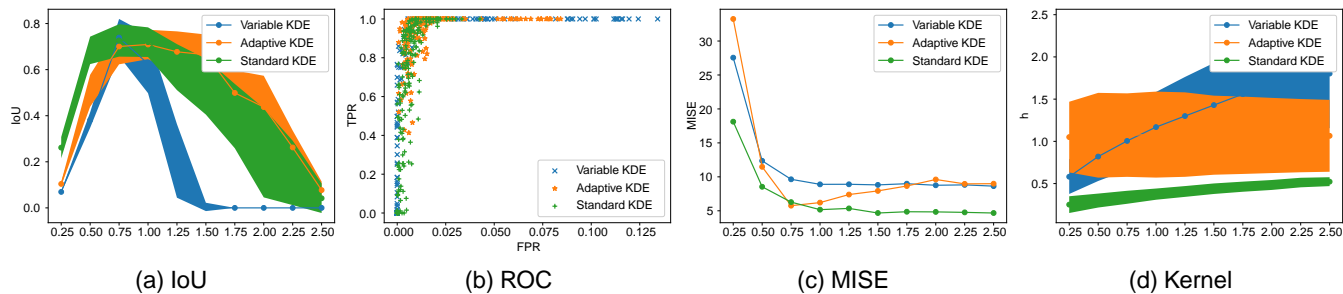 IoU
0.8
0.6
0.4
0.2
0.0
0.25 0.50 0.75 1.00 1.25 1.50 1.75 2.00 2.25 2.50
Variable KDE
Adaptive KDE
Standard KDE
(a) IoU
TPR
1.0
0.8
0.6
0.4
0.2
0.0
0.000 0.025 0.050 0.075 0.100 0.125
FPR
Variable KDE
Adaptive KDE
Standard KDE
(b) ROC
MISE
30
25
20
15
10
5
0.25 0.50 0.75 1.00 1.25 1.50 1.75 2.00 2.25 2.50
Variable KDE
Adaptive KDE
Standard KDE
(c) MISE
h
2.0
1.5
1.0
0.5
0.25 0.50 0.75 1.00 1.25 1.50 1.75 2.00 2.25 2.50
Variable KDE
Adaptive KDE
Standard KDE
(d) Kernel